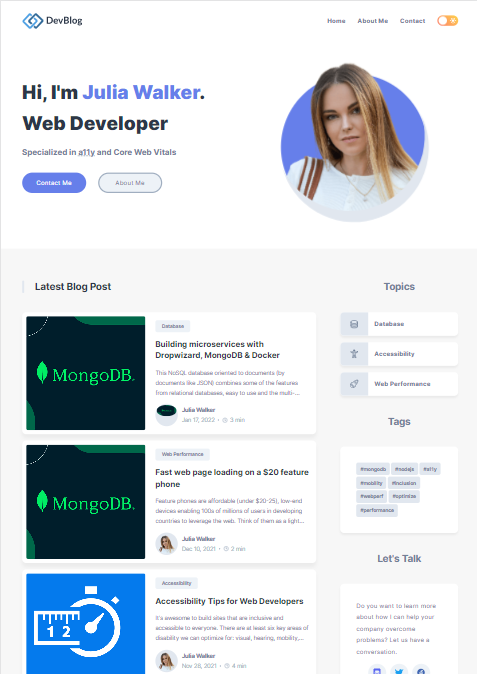 DevBlog
Home
About Me
Contact
Hi, I'm Julia Walker.
Web Developer
Specialized in a11y and Core Web Vitals
Contact Me
About Me
Latest Blog Post
MongoDB.
Database
Building microservices with
Dropwizard, MongoDB & Docker
This NoSQL database oriented to documents (by
documents like JSON) combines some of the features
from relational databases, easy to use and the multi-...
Julia Walker
Jan 17, 2022 • 3 min
MongoDB.
Web Performance
Fast web page loading on a $20 feature
phone
Feature phones are affordable (under $20-25), low-end
devices enabling 100s of millions of users in developing
countries to leverage the web. Think of them as a light...
Julia Walker
Dec 10, 2021 • 2 min
1 2
Accessibility
Accessibility Tips for Web Developers
It's awesome to build sites that are inclusive and
accessible to everyone. There are at least six key areas of
disability we can optimize for: visual, hearing, mobility,...
Julia Walker
Nov 28, 2021 • 4 min
Topics
Database
Accessibility
Web Performance
Tags
#mongodb #nodejs #a11y
#mobility #inclusion
#webperf #optimize
#performance
Let's Talk
Do you want to learn more
about how I can help your
company overcome
problems? Let us have a
conversation.